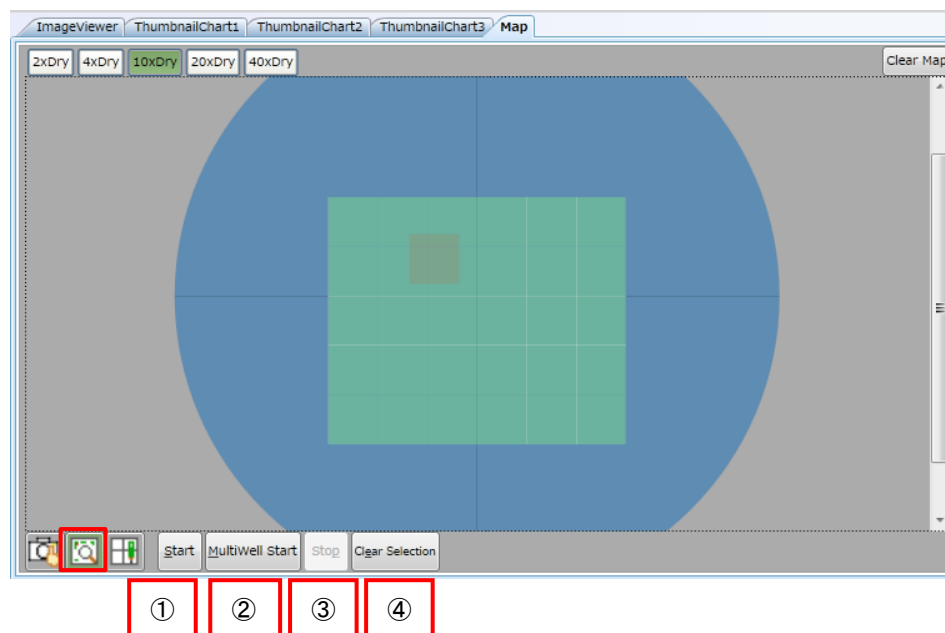 ImageViewer ThumbnailChart1 ThumbnailChart2 ThumbnailChart3 Map
2xDry 4xDry 10xDry 20xDry 40xDry Clear Map
Start MultiWell Start Stop Clear Selection
① ② ③ ④